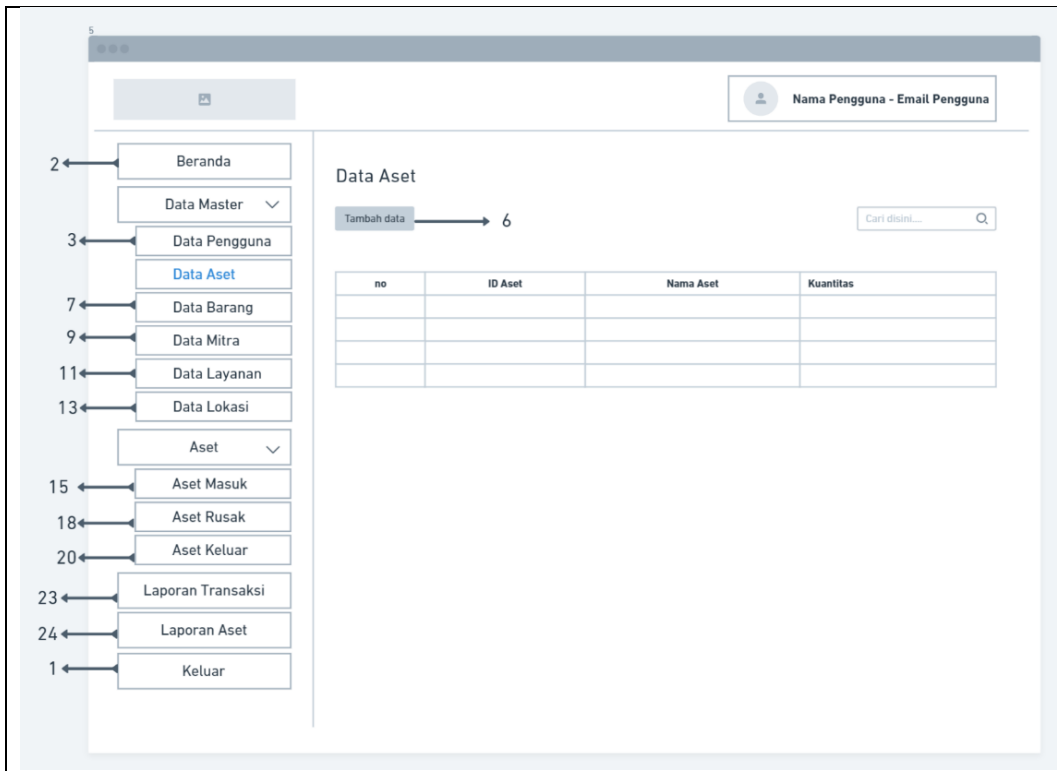 5
Nama Pengguna - Email Pengguna
2 Beranda
Data Master
3 Data Pengguna
Data Aset
7 Data Barang
9 Data Mitra
11 Data Layanan
13 Data Lokasi
Aset
15 Aset Masuk
18 Aset Rusak
20 Aset Keluar
23 Laporan Transaksi
24 Laporan Aset
1 Keluar
Data Aset
Tambah data 6
Cari disini....
no ID Aset Nama Aset Kuantitas